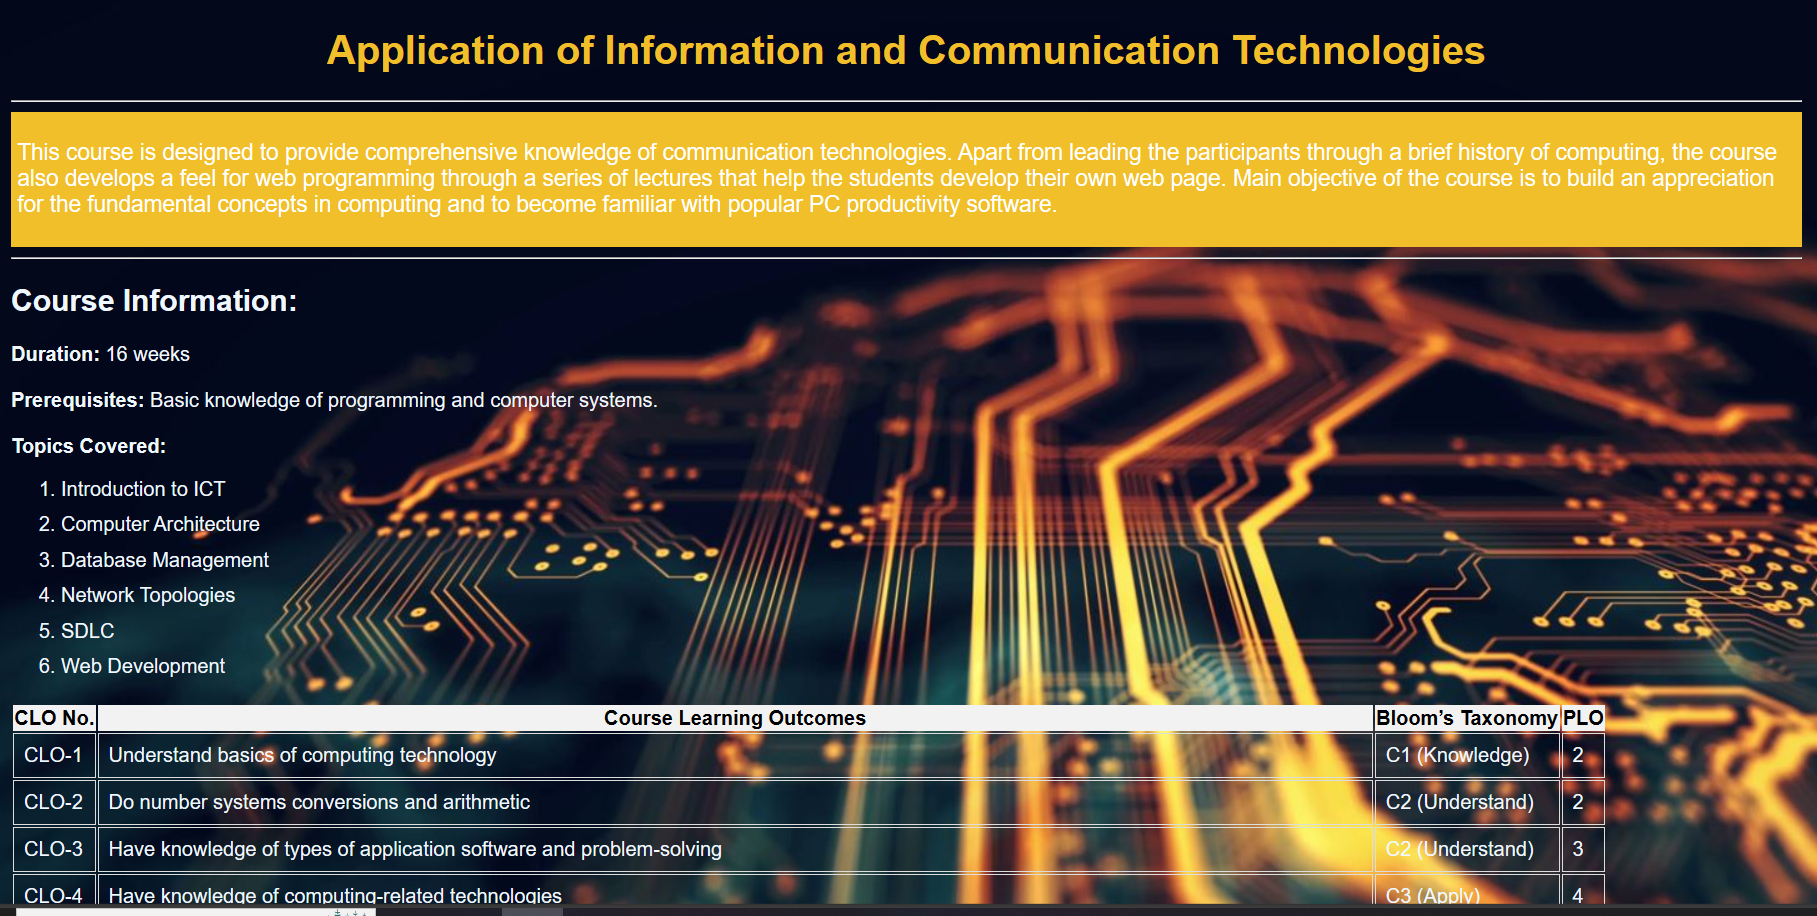 Application of Information and Communication Technologies
This course is designed to provide comprehensive knowledge of communication technologies. Apart from leading the participants through a brief history of computing, the course
also develops a feel for web programming through a series of lectures that help the students develop their own web page. Main objective of the course is to build an appreciation
for the fundamental concepts in computing and to become familiar with popular PC productivity software.
Course Information:
Duration: 16 weeks
Prerequisites: Basic knowledge of programming and computer systems.
Topics Covered:
1. Introduction to ICT
2. Computer Architecture
3. Database Management
4. Network Topologies
5. SDLC
6. Web Development
CLO No. Course Learning Outcomes Bloom’s Taxonomy PLO
CLO-1 Understand basics of computing technology C1 (Knowledge) 2
CLO-2 Do number systems conversions and arithmetic C2 (Understand) 2
CLO-3 Have knowledge of types of application software and problem-solving C2 (Understand) 3
CLO-4 Have knowledge of computing-related technologies C3 (Apply) 4